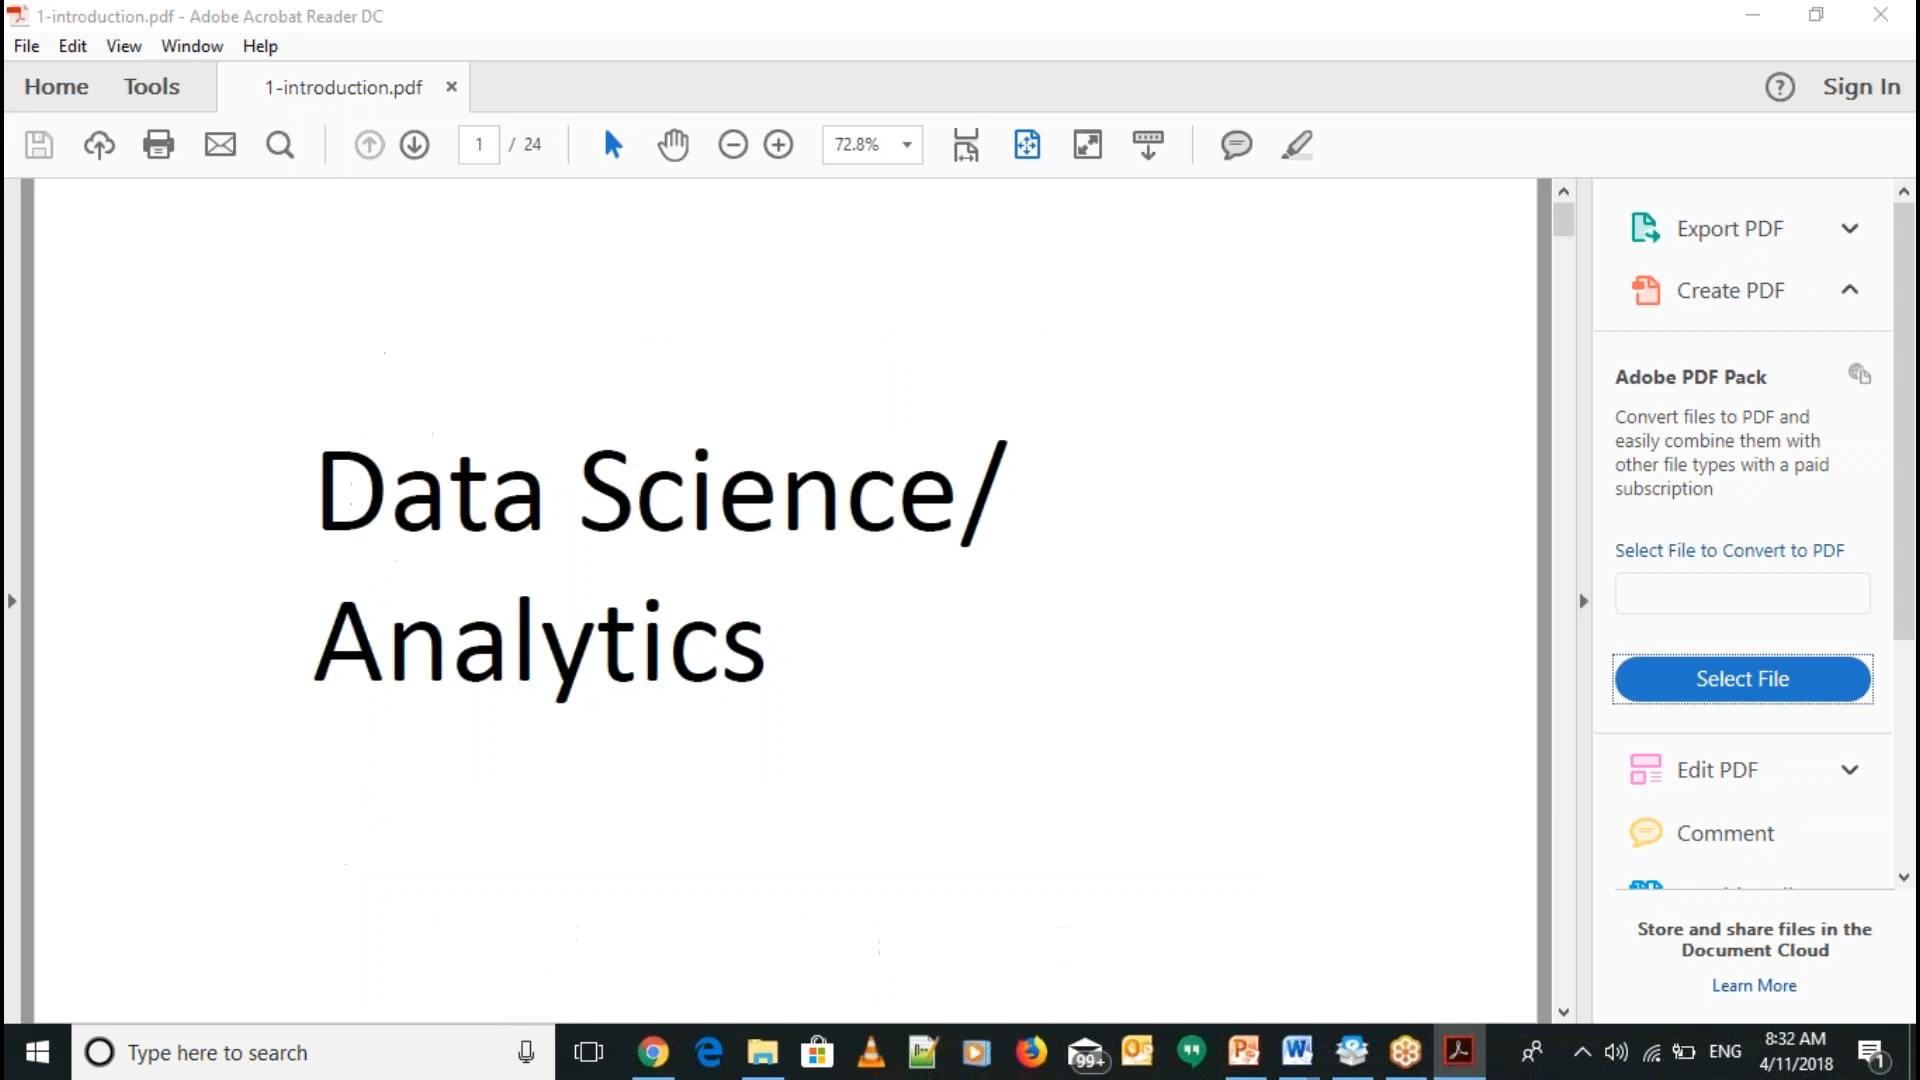 1-introduction.pdf - Adobe Acrobat Reader DC
File Edit View Window Help
Home Tools 1-introduction.pdf × ? Sign In
1 / 24 72.8%
Data Science/
Analytics
Export PDF
Create PDF
Adobe PDF Pack
Convert files to PDF and
easily combine them with
other file types with a paid
subscription
Select File to Convert to PDF
Select File
Edit PDF
Comment
Store and share files in the
Document Cloud
Learn More
Type here to search
99+
ENG
8:32 AM
4/11/2018
1